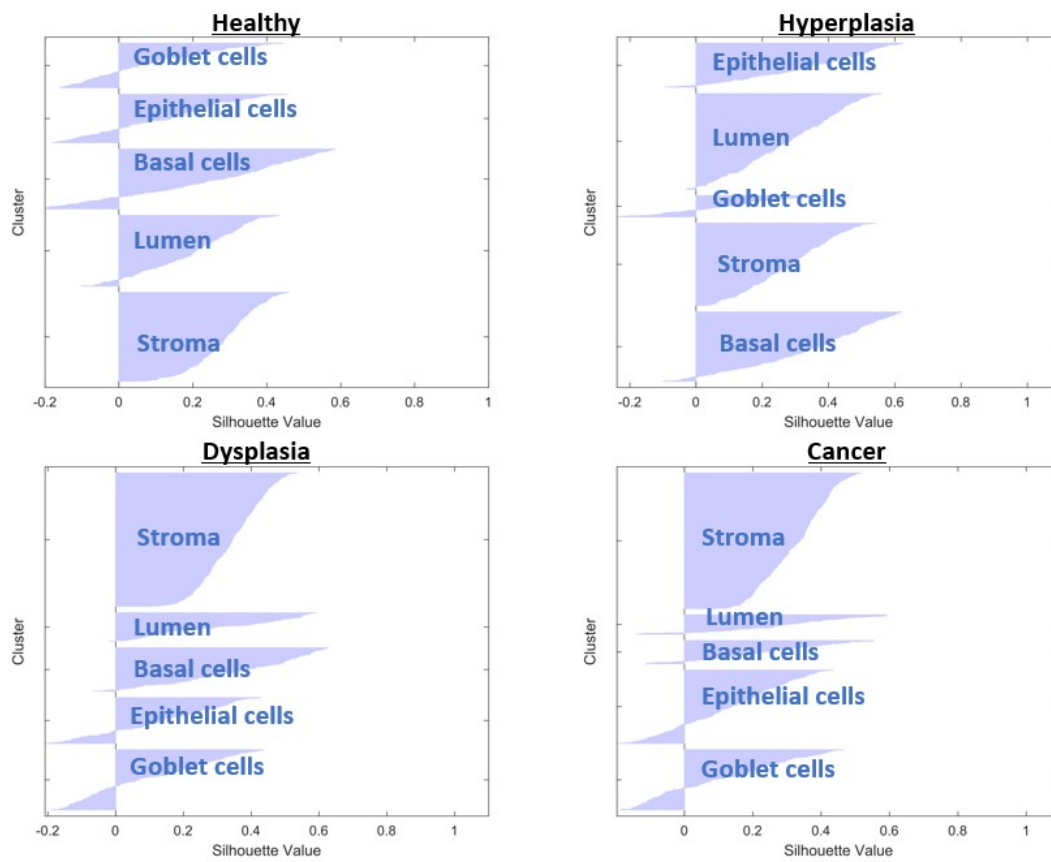 Healthy
Goblet cells
Epithelial cells
Basal cells
Lumen
Stroma
Cluster
-0.2 0 0.2 0.4 0.6 0.8 1
Silhouette Value
Hyperplasia
Epithelial cells
Lumen
Goblet cells
Stroma
Basal cells
Cluster
-0.2 0 0.2 0.4 0.6 0.8 1
Silhouette Value
Dysplasia
Stroma
Lumen
Basal cells
Epithelial cells
Goblet cells
Cluster
-0.2 0 0.2 0.4 0.6 0.8 1
Silhouette Value
Cancer
Stroma
Lumen
Basal cells
Epithelial cells
Goblet cells
Cluster
0 0.2 0.4 0.6 0.8 1
Silhouette Value